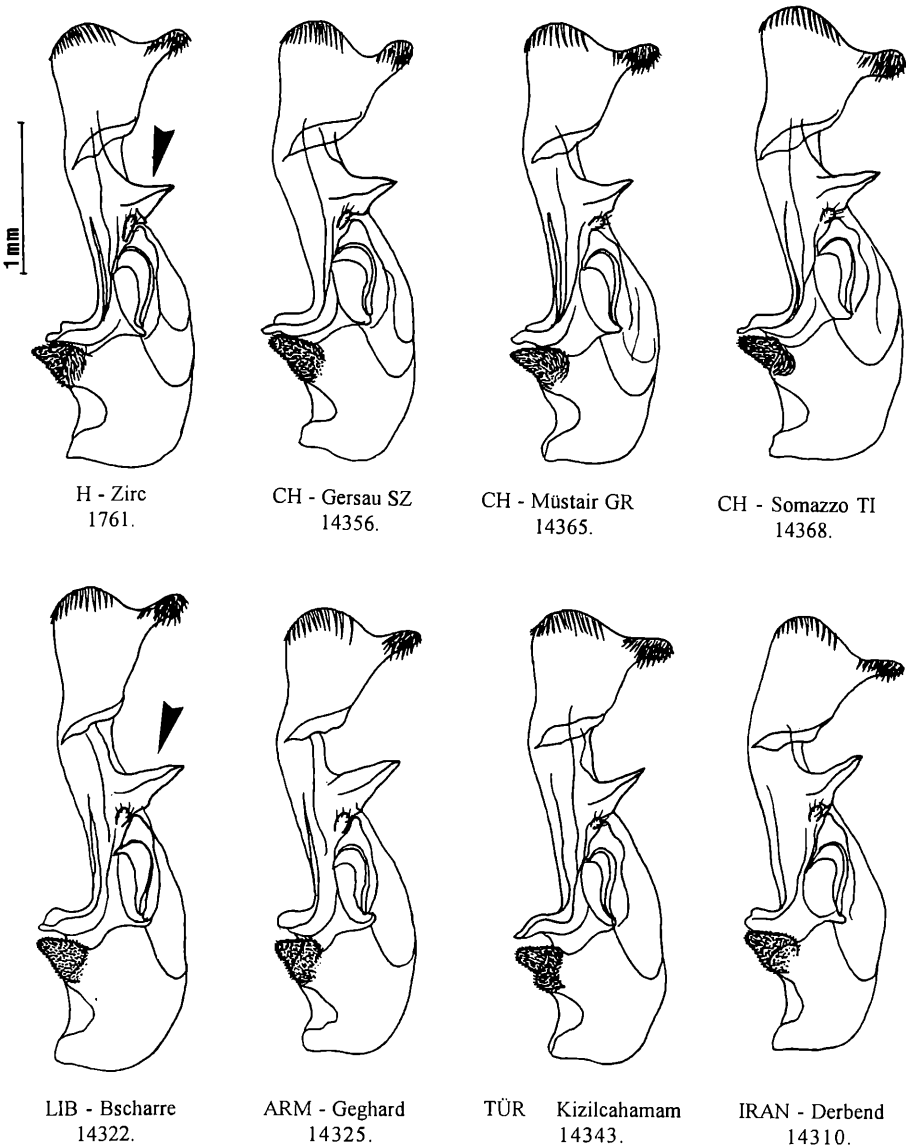 1 mm
H - Zirc
1761.
CH - Gersau SZ
14356.
CH - Müstair GR
14365.
CH - Somazzo TI
14368.
LIB - Bscharre
14322.
ARM - Geghard
14325.
TÜR Kizilcahamam
14343.
IRAN - Derbend
14310.